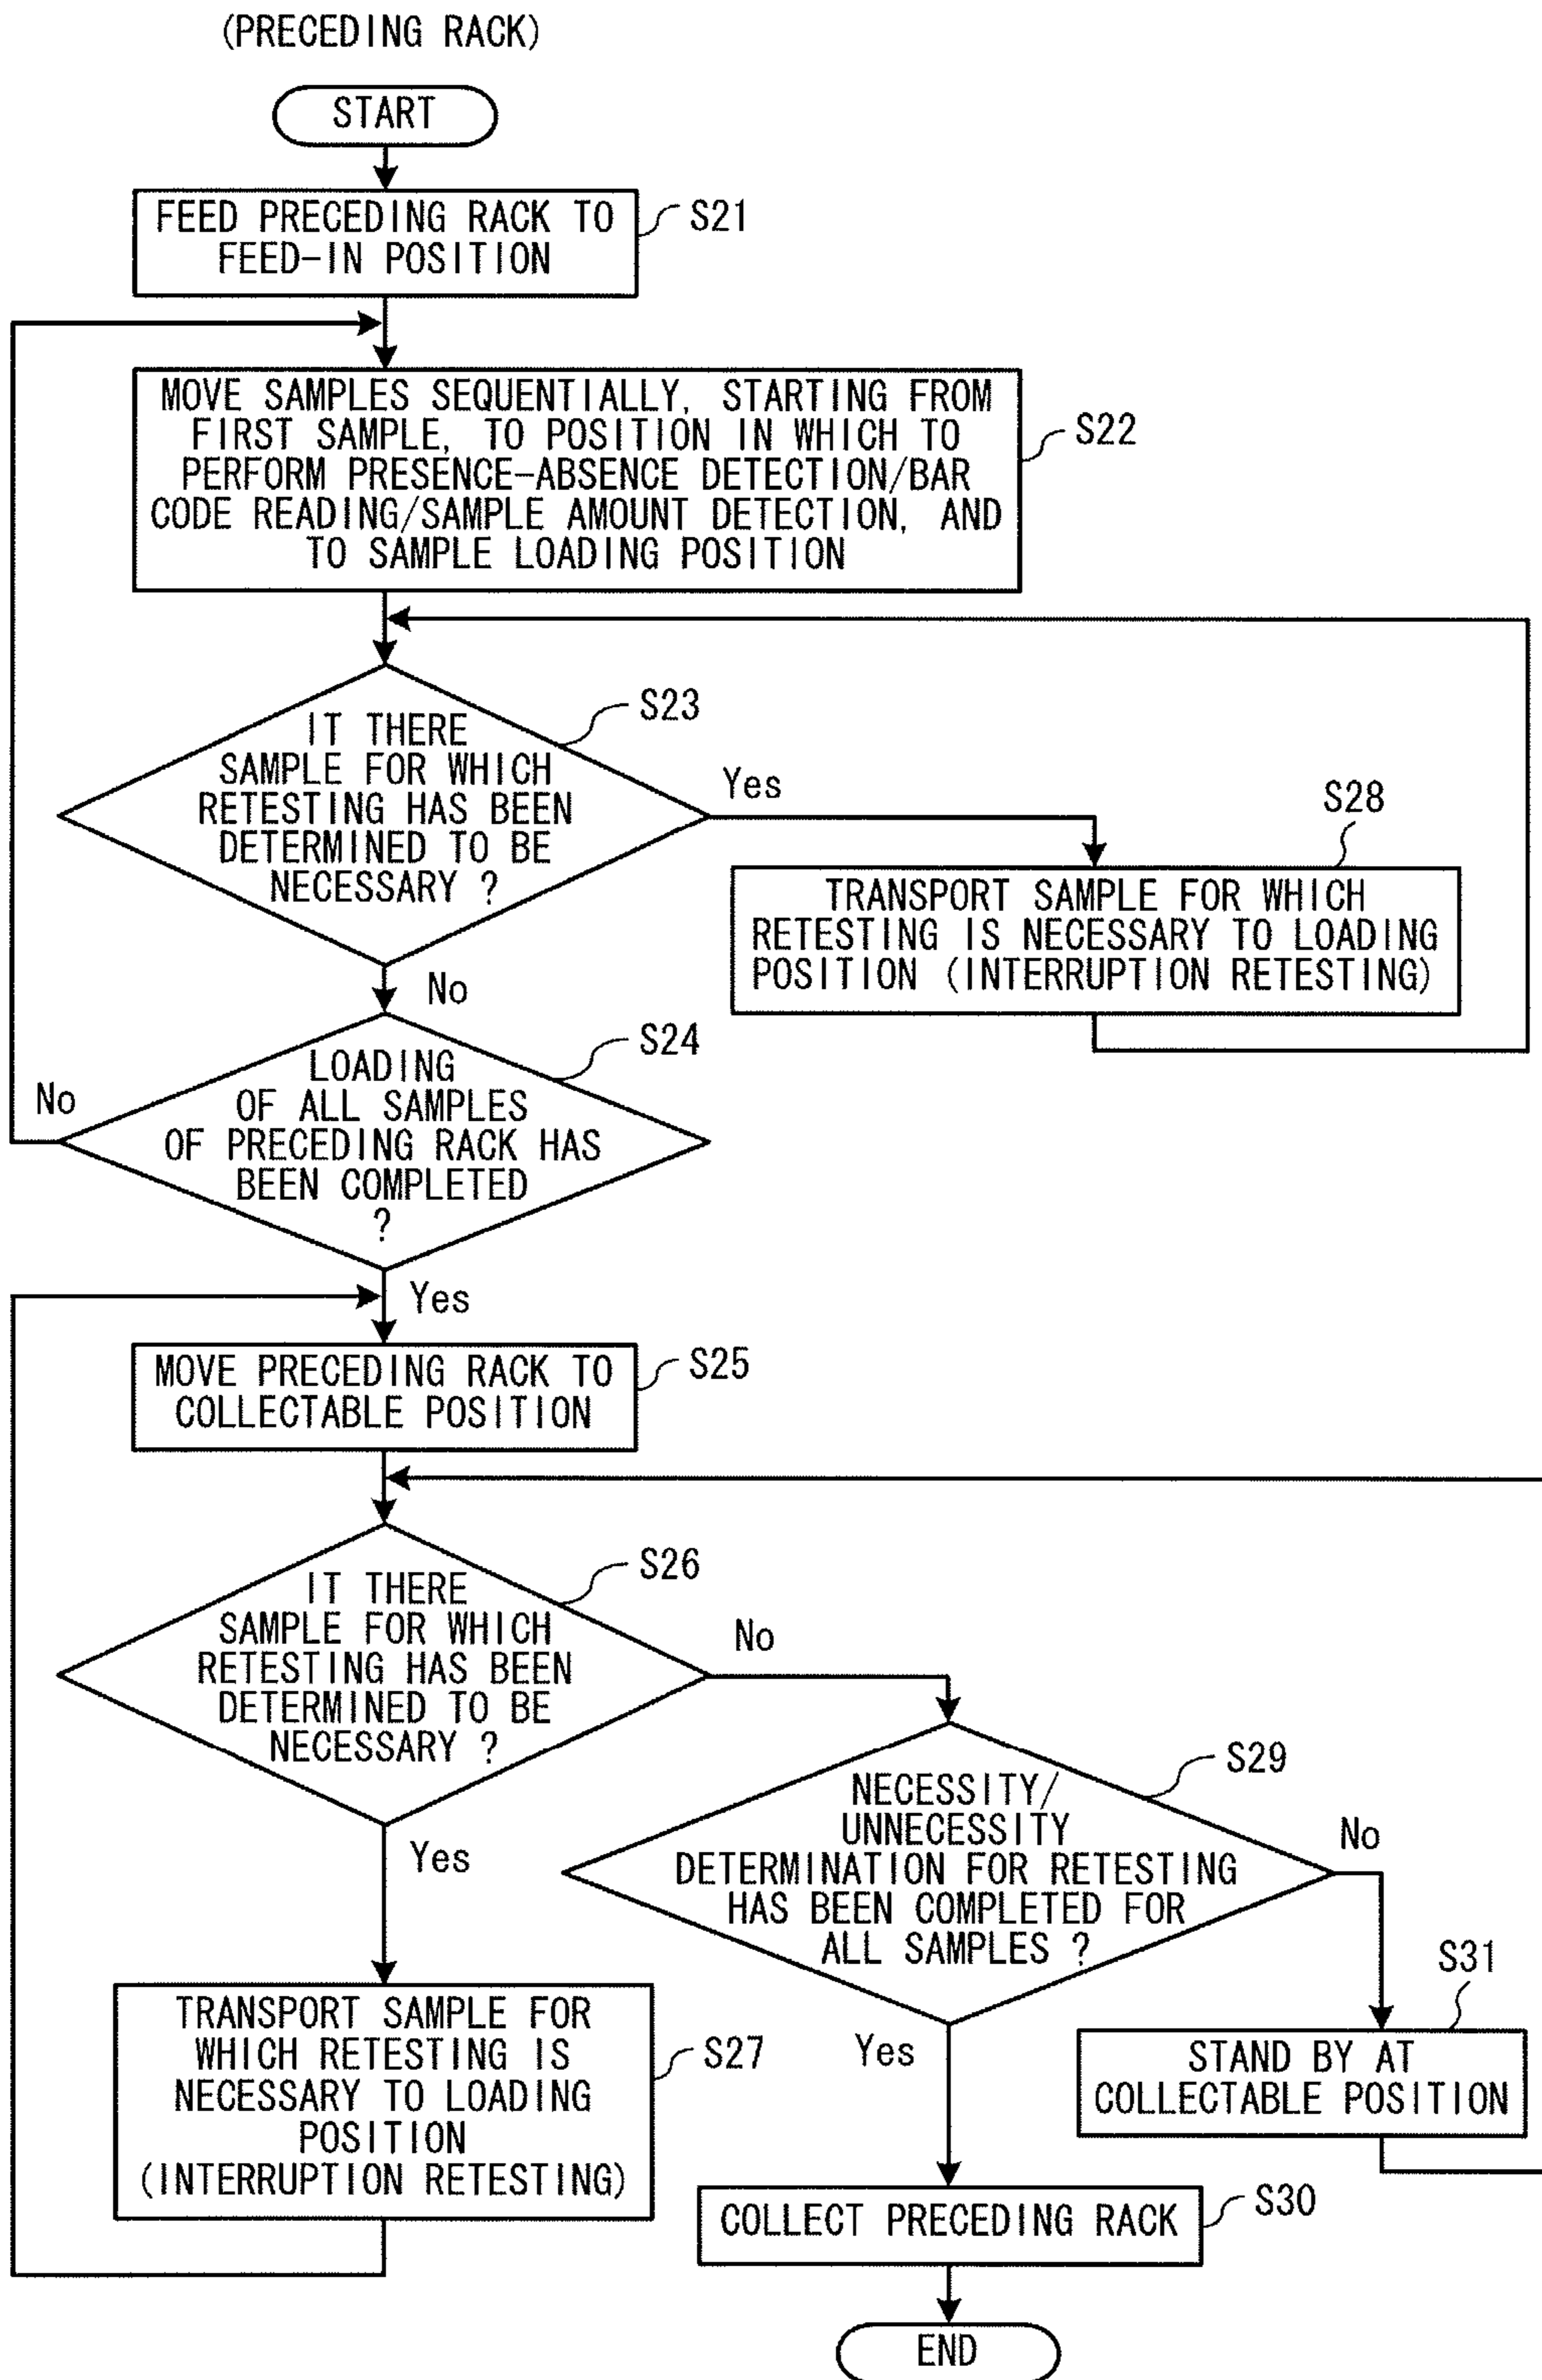 (PRECEDING RACK)
START
FEED PRECEDING RACK TO
FEED-IN POSITION
S21
MOVE SAMPLES SEQUENTIALLY, STARTING FROM
FIRST SAMPLE, TO POSITION IN WHICH TO
PERFORM PRESENCE-ABSENCE DETECTION/BAR
CODE READING/SAMPLE AMOUNT DETECTION, AND
TO SAMPLE LOADING POSITION
S22
IT THERE
SAMPLE FOR WHICH
RETESTING HAS BEEN
DETERMINED TO BE
NECESSARY ?
S23
Yes
No
S28
TRANSPORT SAMPLE FOR WHICH
RETESTING IS NECESSARY TO LOADING
POSITION (INTERRUPTION RETESTING)
LOADING
OF ALL SAMPLES
OF PRECEDING RACK HAS
BEEN COMPLETED
?
S24
No
Yes
MOVE PRECEDING RACK TO
COLLECTABLE POSITION
S25
IT THERE
SAMPLE FOR WHICH
RETESTING HAS BEEN
DETERMINED TO BE
NECESSARY ?
S26
No
Yes
NECESSITY/
UNNECESSITY
DETERMINATION FOR RETESTING
HAS BEEN COMPLETED FOR
ALL SAMPLES ?
S29
No
Yes
TRANSPORT SAMPLE FOR
WHICH RETESTING IS
NECESSARY TO LOADING
POSITION
(INTERRUPTION RETESTING)
S27
S31
STAND BY AT
COLLECTABLE POSITION
COLLECT PRECEDING RACK
S30
END